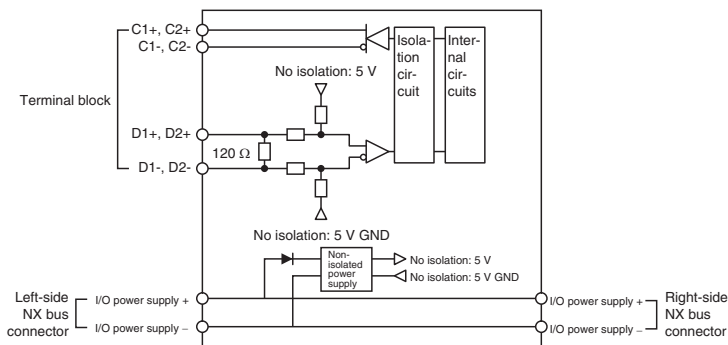 C1+, C2+
C1-, C2-
Isola-
tion
cir-
cuit
Inter-
nal
cir-
cuits
No isolation: 5 V
Terminal block
D1+, D2+
120 Ω
D1-, D2-
No isolation: 5 V GND
Non-
isolated
power
supply
No isolation: 5 V
No isolation: 5 V GND
Left-side
NX bus
connector
I/O power supply +
I/O power supply –
I/O power supply +
I/O power supply –
Right-side
NX bus
connector